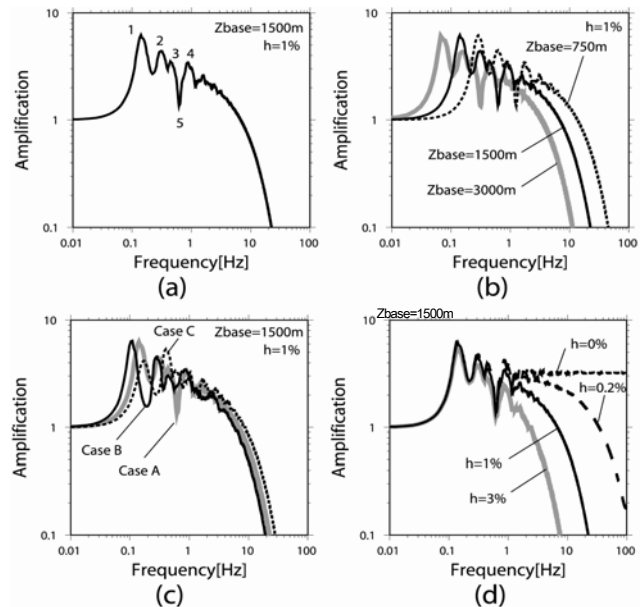 10
Zbase=1500m
h=1%
1
2
3
4
5
Amplification
1
0.1
0.01
0.1
1
10
100
Frequency[Hz]
(a)
10
h=1%
Zbase=750m
Amplification
1
Zbase=1500m
Zbase=3000m
0.1
0.01
0.1
1
10
100
Frequency[Hz]
(b)
10
Case C
Zbase=1500m
h=1%
Amplification
1
Case B
Case A
0.1
0.01
0.1
1
10
100
Frequency[Hz]
(c)
Zbase=1500m
10
h=0%
h=0.2%
Amplification
1
h=1%
h=3%
0.1
0.01
0.1
1
10
100
Frequency[Hz]
(d)